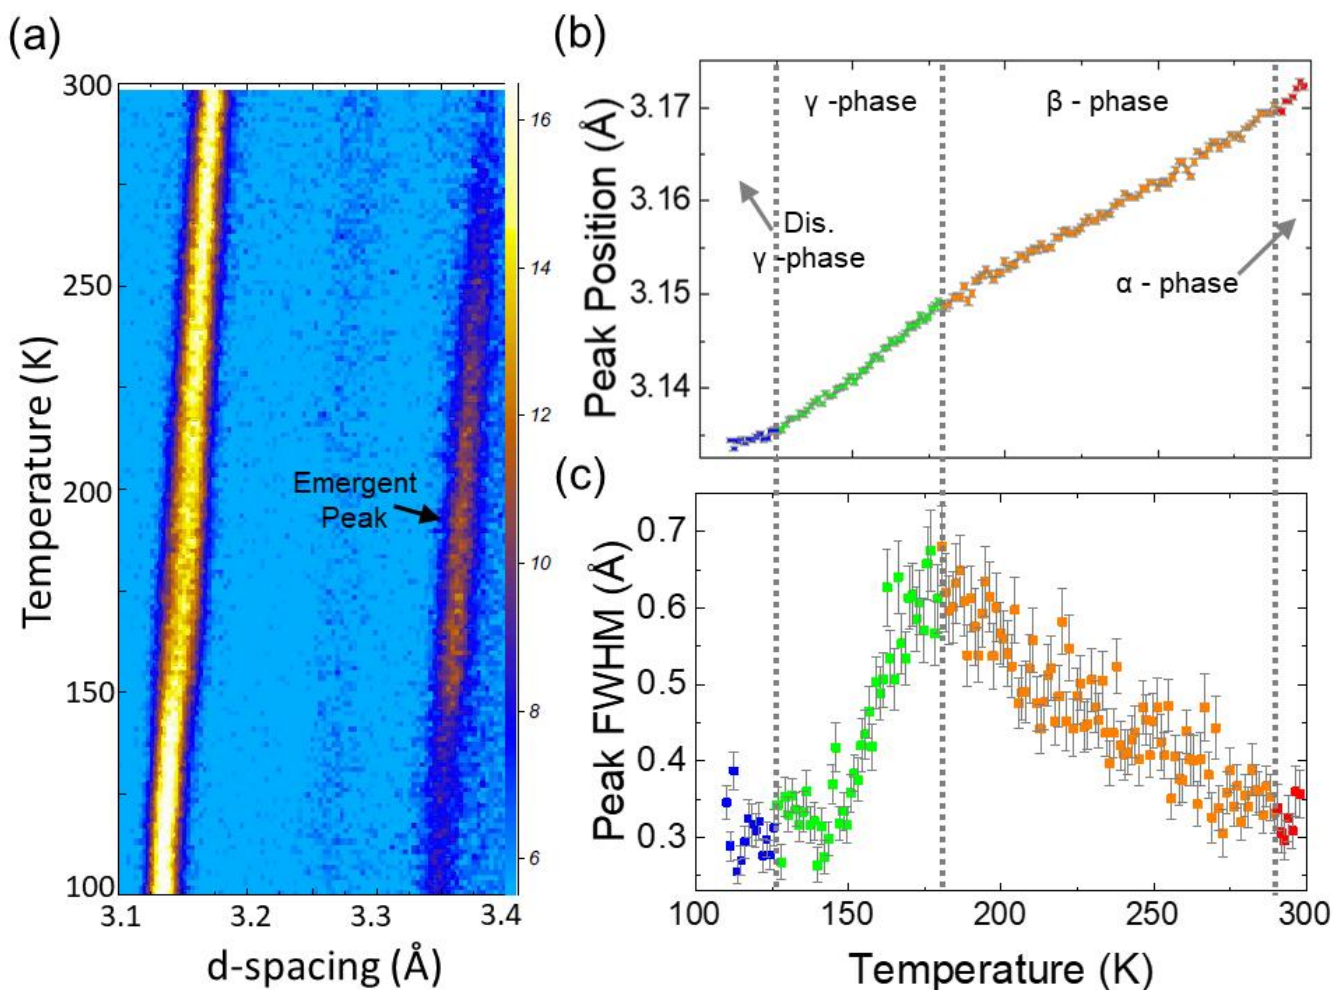 (a)
300
250
200
150
100
Temperature (K)
Emergent
Peak
3.1
3.2
3.3
3.4
d-spacing (Å)
16
14
12
10
8
6
(b)
γ -phase
β - phase
Dis.
γ -phase
α - phase
3.17
3.16
3.15
3.14
Peak Position (Å)
(c)
0.7
0.6
0.5
0.4
0.3
Peak FWHM (Å)
100
150
200
250
300
Temperature (K)